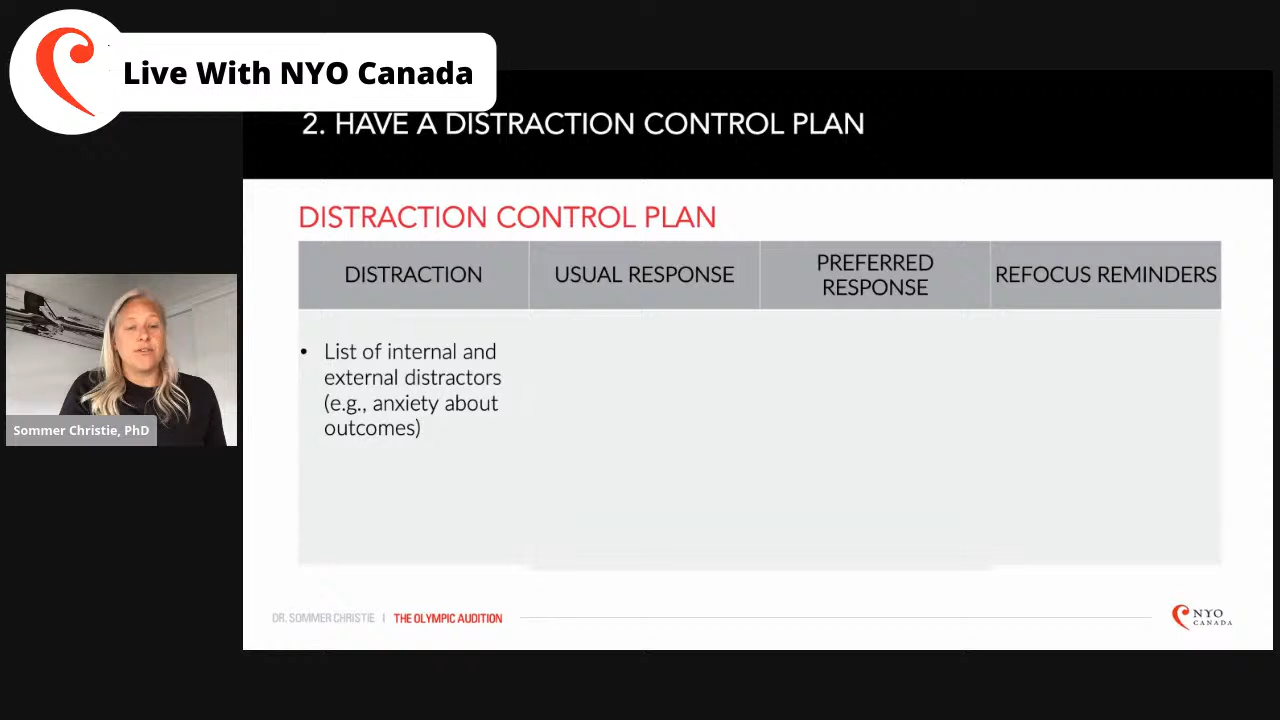 Live With NYO Canada
2. HAVE A DISTRACTION CONTROL PLAN
DISTRACTION CONTROL PLAN
DISTRACTION
USUAL RESPONSE
PREFERRED
RESPONSE
REFOCUS REMINDERS
• List of internal and
external distractors
(e.g., anxiety about
outcomes)
Sommer Christie, PhD
DR. SOMMER CHRISTIE | THE OLYMPIC AUDITION
NYO
CANADA